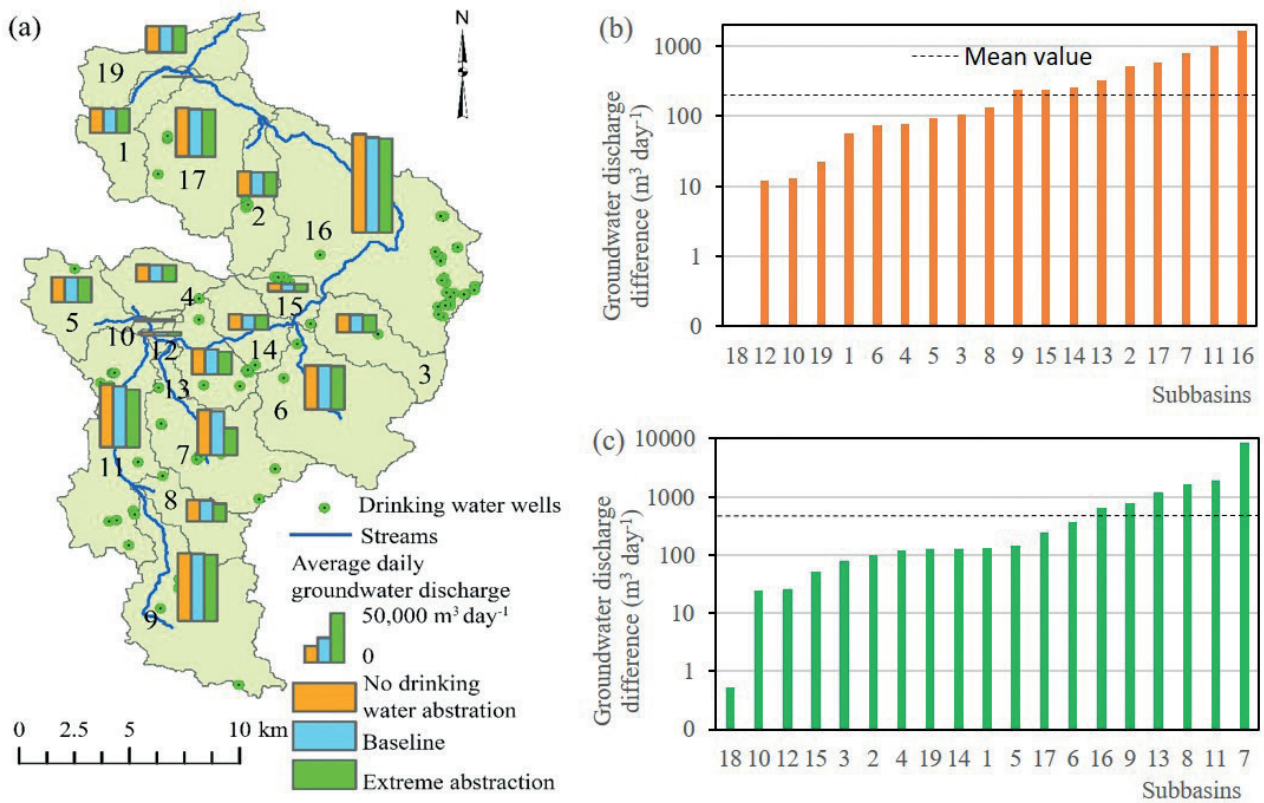 (a)
N
19
1
17
2
16
4
5
15
10
12
14
3
13
6
7
11
8
9
Drinking water wells
Streams
Average daily
groundwater discharge
50,000 m³ day⁻¹
0
No drinking
water abstration
Baseline
Extreme abstraction
0 2.5 5 10 km
(b)
Mean value
Groundwater discharge
difference (m³ day⁻¹)
1000
100
10
1
0
18 12 10 19 1 6 4 5 3 8 9 15 14 13 2 17 7 11 16
Subbasins
(c)
Groundwater discharge
difference (m³ day⁻¹)
10000
1000
100
10
1
0
18 10 12 15 3 2 4 19 14 1 5 17 6 16 9 13 8 11 7
Subbasins